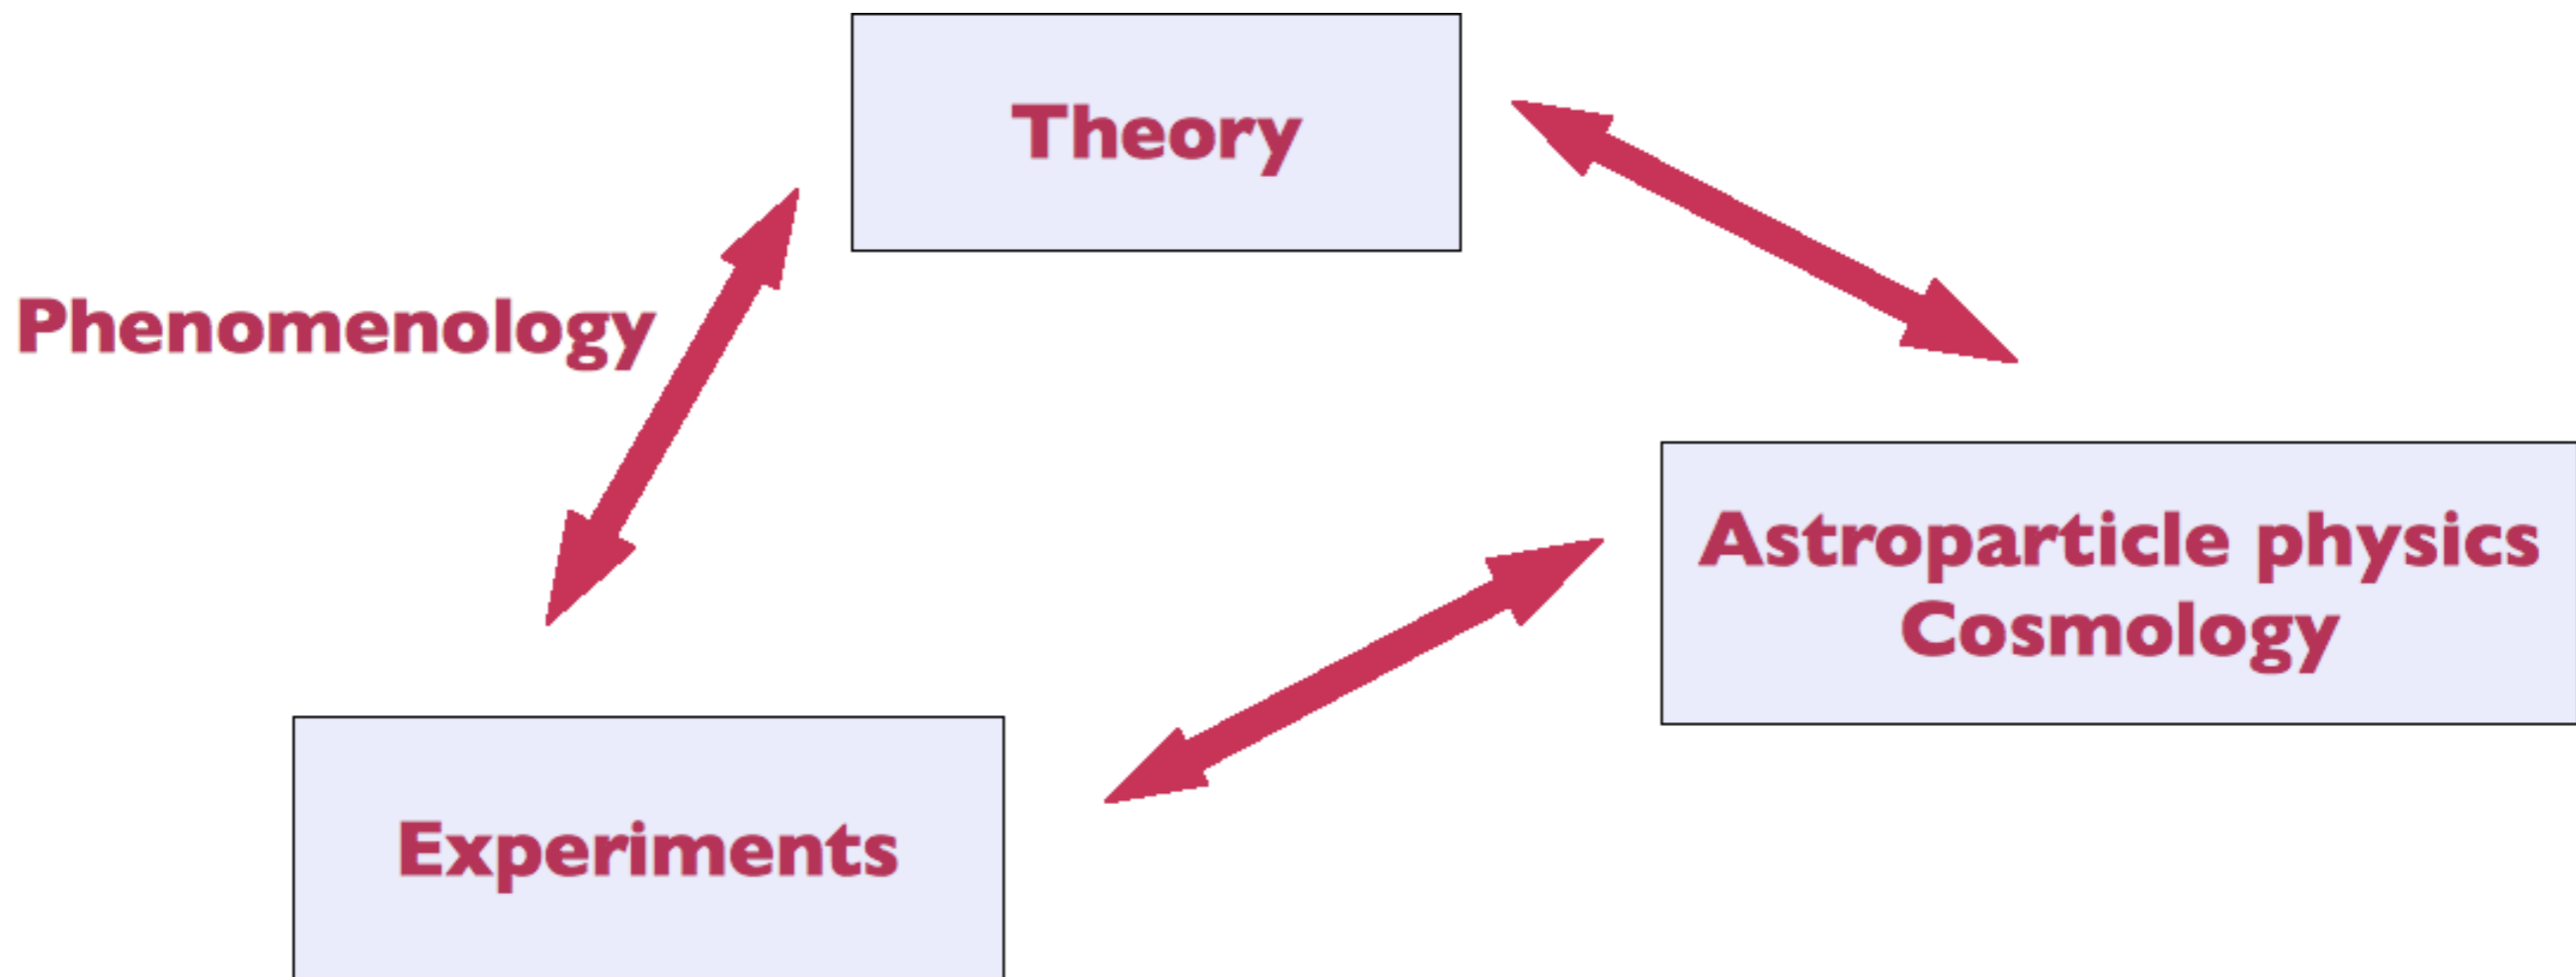 Theory
Phenomenology
Astroparticle physics
Cosmology
Experiments